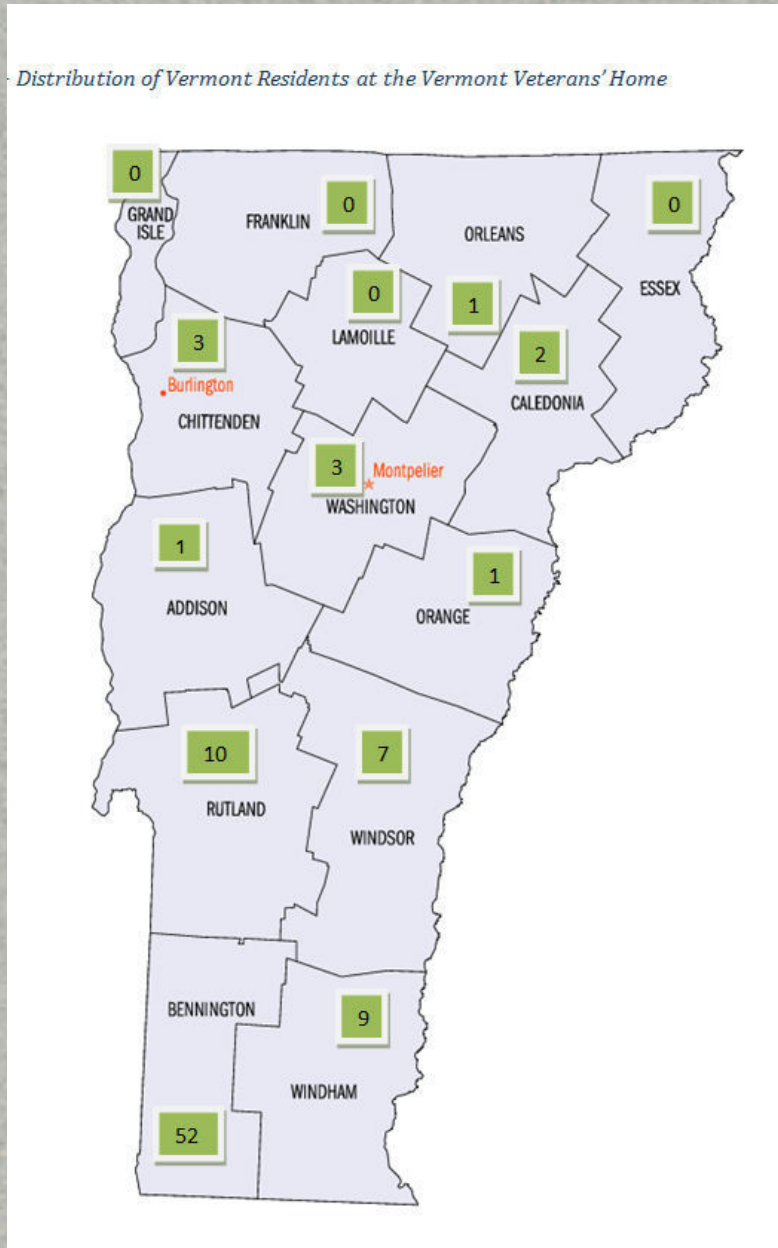 - Distribution of Vermont Residents at the Vermont Veterans' Home
0
GRAND
ISLE
FRANKLIN
0
ORLEANS
0
ESSEX
0
LAMOILLE
1
3
Burlington
CHITTENDEN
2
CALEDONIA
3
Montpelier
WASHINGTON
1
ADDISON
1
ORANGE
10
RUTLAND
7
WINDSOR
BENNINGTON
9
WINDHAM
52